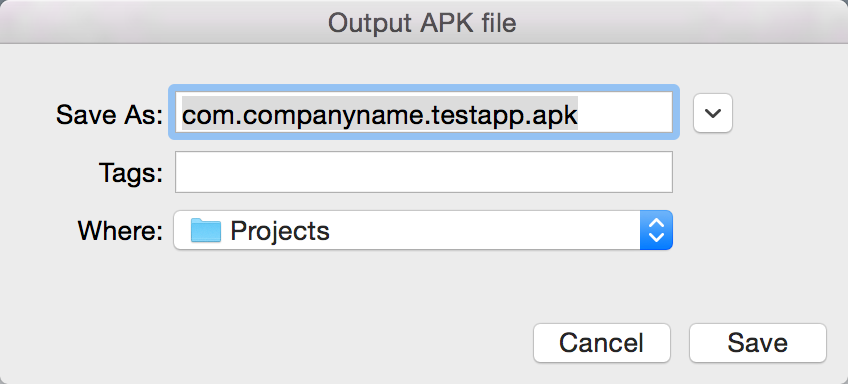 Output APK file
Save As: com.companyname.testapp.apk
Tags:
Where: Projects
Cancel Save